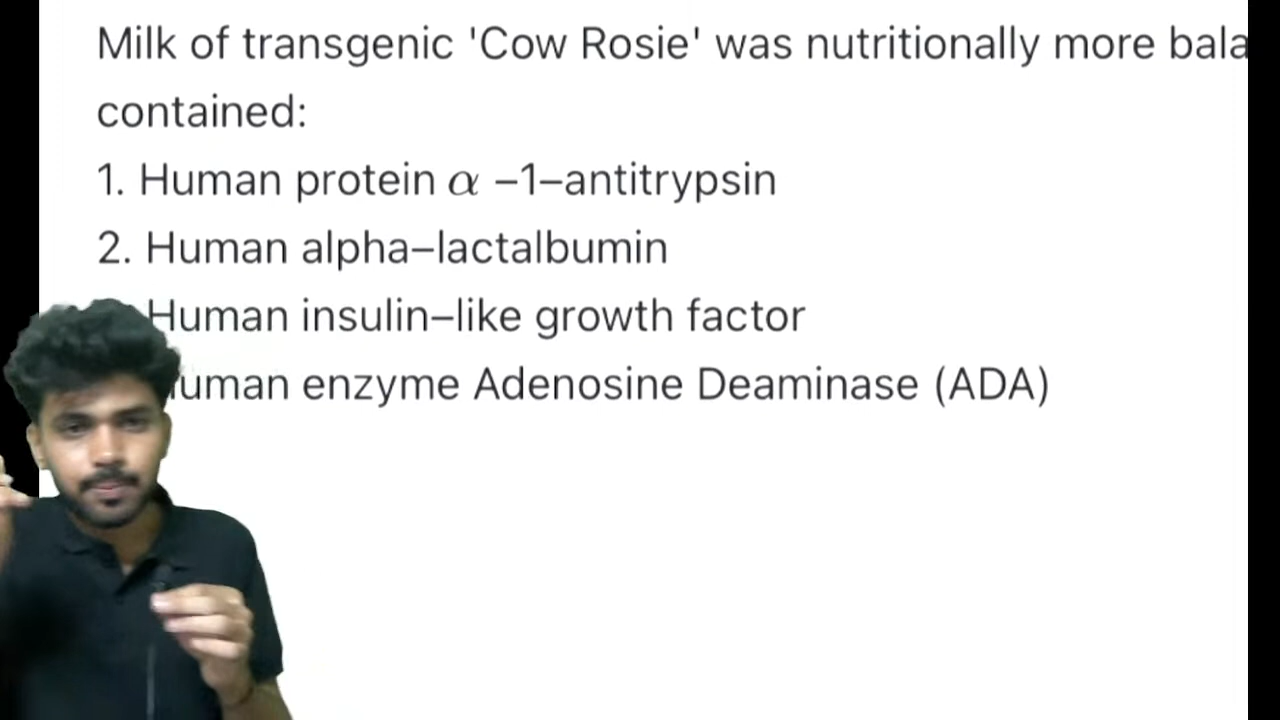 Milk of transgenic 'Cow Rosie' was nutritionally more bala
contained:
1. Human protein α –1–antitrypsin
2. Human alpha–lactalbumin
Human insulin–like growth factor
uman enzyme Adenosine Deaminase (ADA)